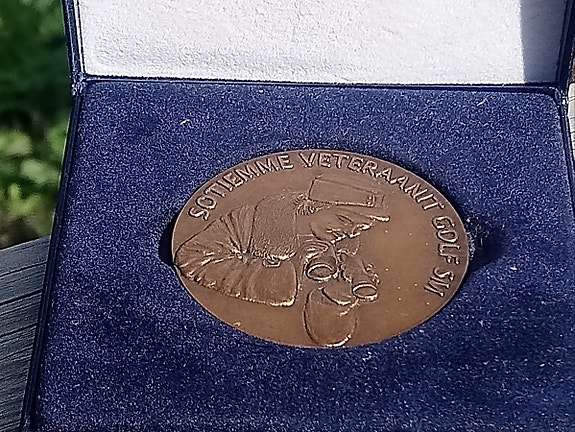 SOTIEMME VETERAANIT GOLF SM